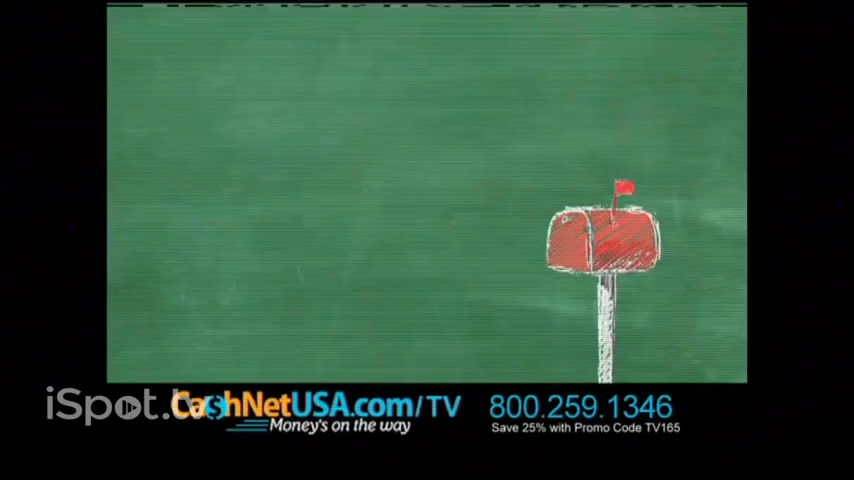 iSpot.tv
CashNetUSA.com/TV
Money's on the way
800.259.1346
Save 25% with Promo Code TV165